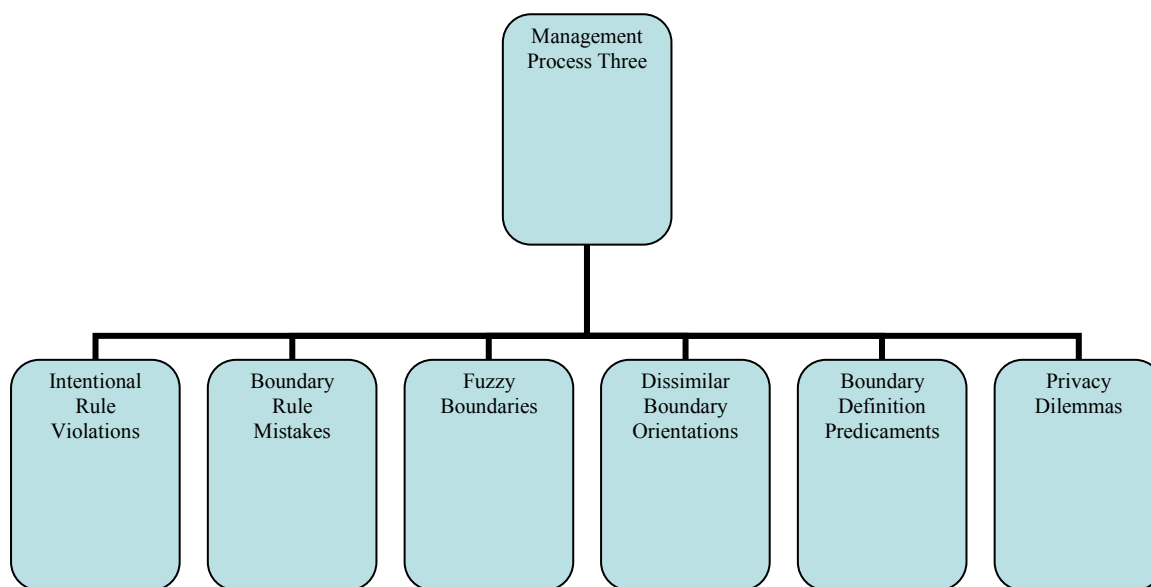 Management
Process Three
Intentional
Rule
Violations
Boundary
Rule
Mistakes
Fuzzy
Boundaries
Dissimilar
Boundary
Orientations
Boundary
Definition
Predicaments
Privacy
Dilemmas